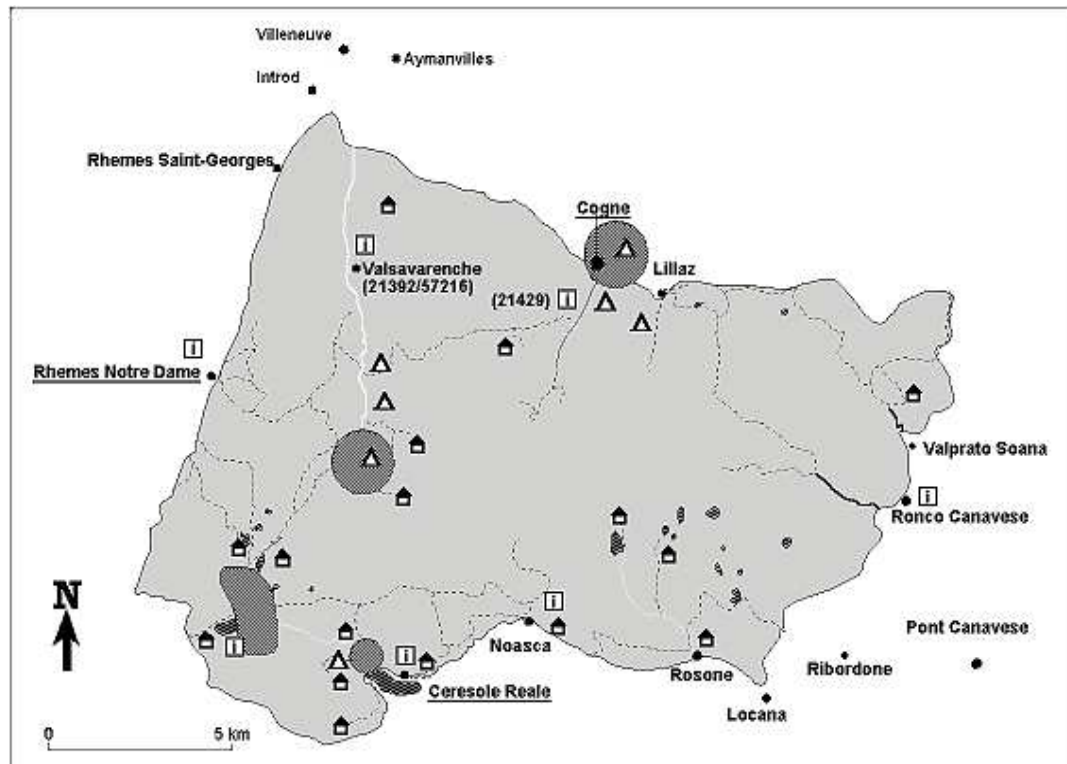 Villeneuve
Aymanvilles
Introd
Rhemes Saint-Georges
Cogne
i
Valsavarenche
(21392/57216)
Lillaz
(21429) i
i
Rhemes Notre Dame
Valprato Soana
i
Ronco Canavese
N
i
Noasca
Pont Canavese
i
i
Ribordone
Rosone
Ceresole Reale
Locana
0 5 km